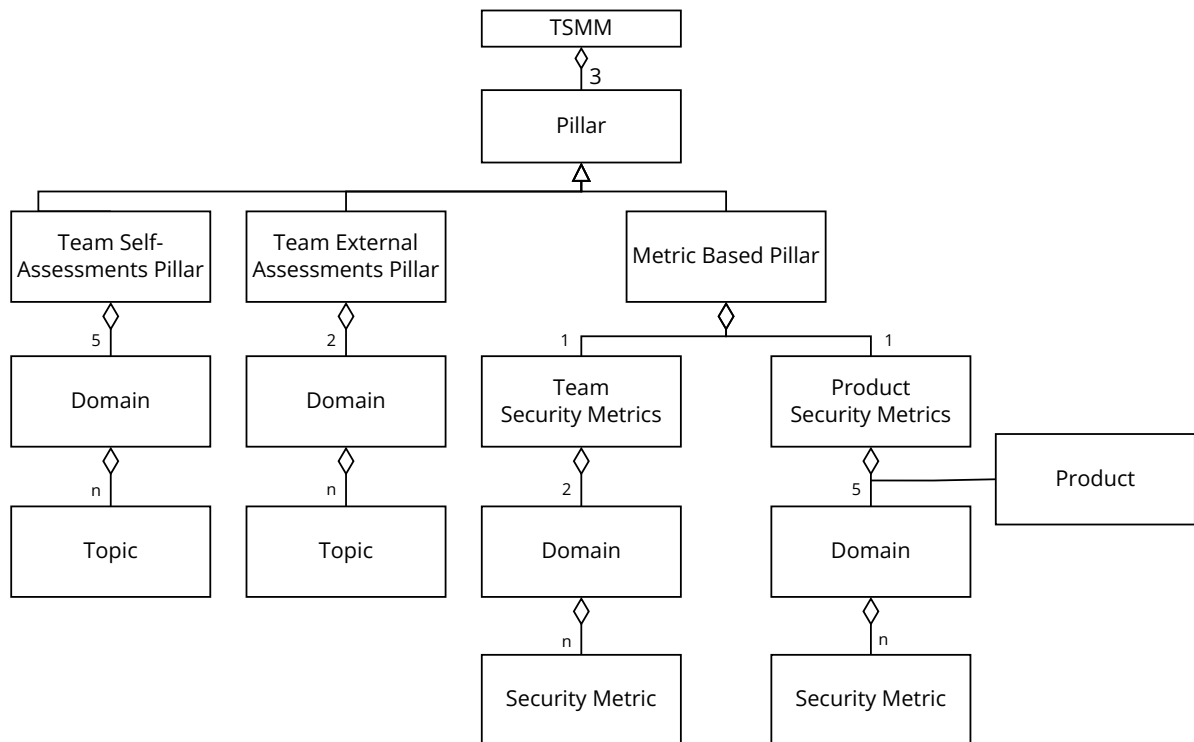 TSMM
3
Pillar
Team Self-
Assessments Pillar
Team External
Assessments Pillar
Metric Based Pillar
5
2
1
1
Domain
Domain
Team
Security Metrics
Product
Security Metrics
Product
n
n
2
5
Topic
Topic
Domain
Domain
n
n
Security Metric
Security Metric